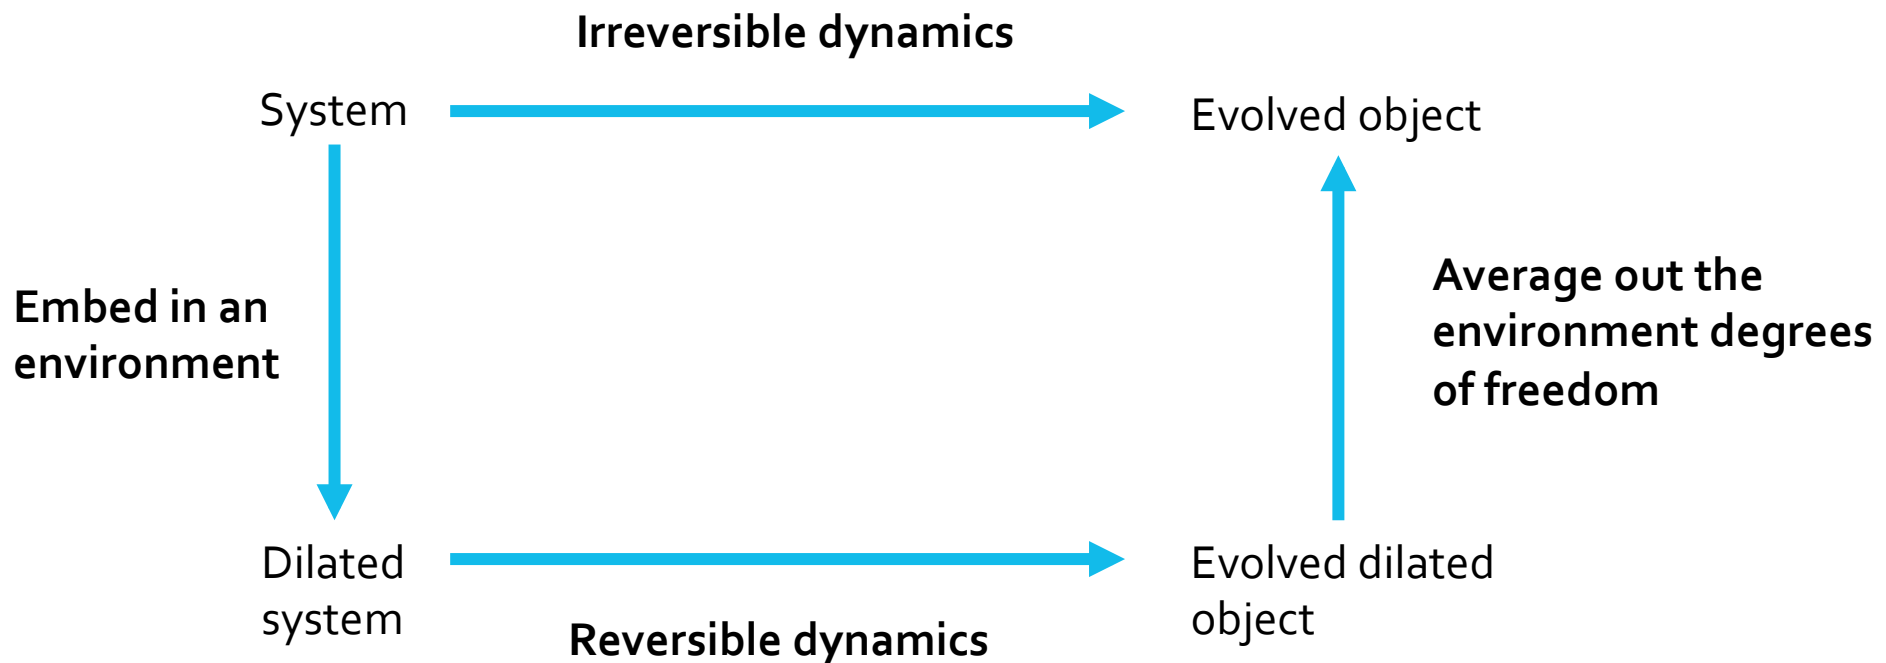 Irreversible dynamics
System
Evolved object
Embed in an
environment
Average out the
environment degrees
of freedom
Dilated
system
Evolved dilated
object
Reversible dynamics